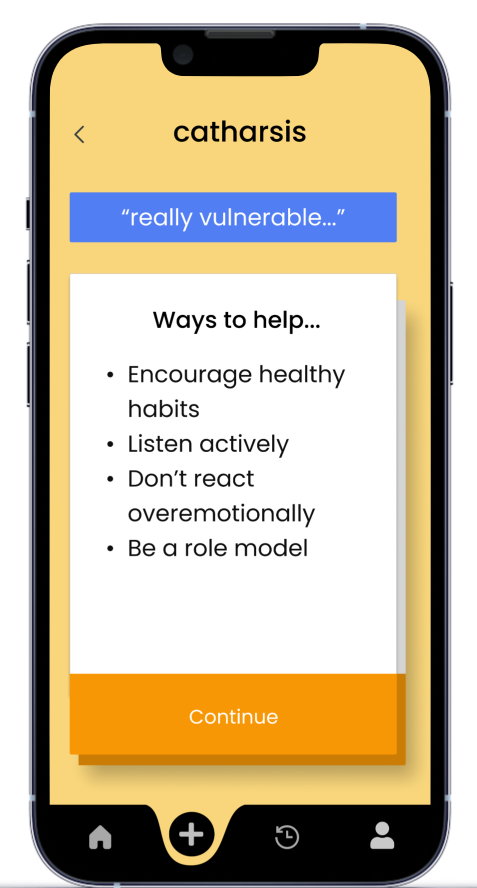 catharsis
“really vulnerable...”
Ways to help...
• Encourage healthy
habits
• Listen actively
• Don’t react
overemotionally
• Be a role model
Continue